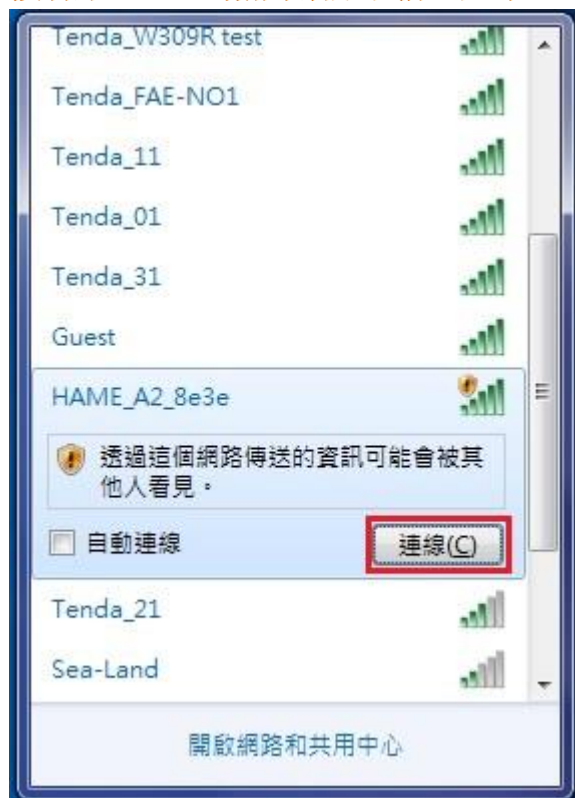 Tenda_W309R test
Tenda_FAE-NO1
Tenda_11
Tenda_01
Tenda_31
Guest
HAME_A2_8e3e
透過這個網路傳送的資訊可能會被其
他人看見。
自動連線
連線(C)
Tenda_21
Sea-Land
開啟網路和共用中心